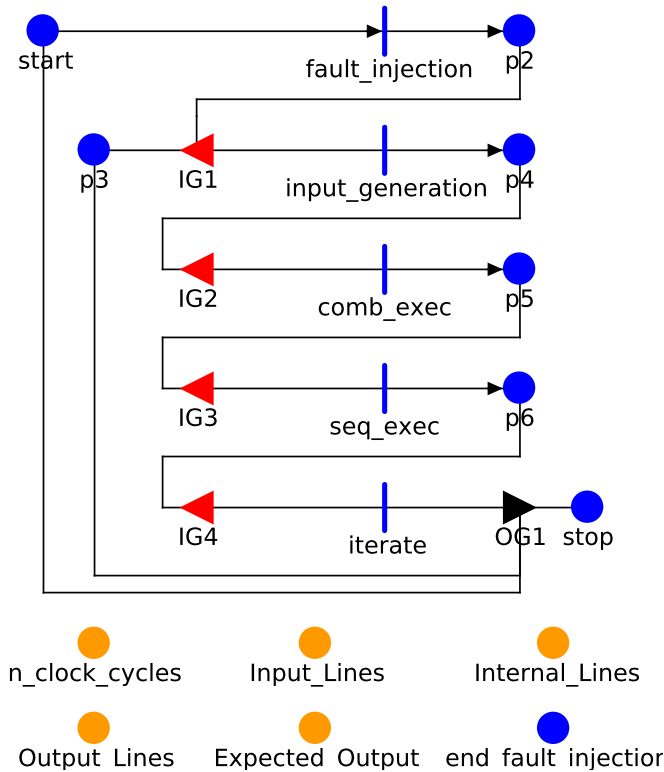 start
fault_injection
p2
p3
IG1
input_generation
p4
IG2
comb_exec
p5
IG3
seq_exec
p6
IG4
iterate
OG1
stop
n_clock_cycles
Input_Lines
Internal_Lines
Output_Lines
Expected_Output
end_fault_injection